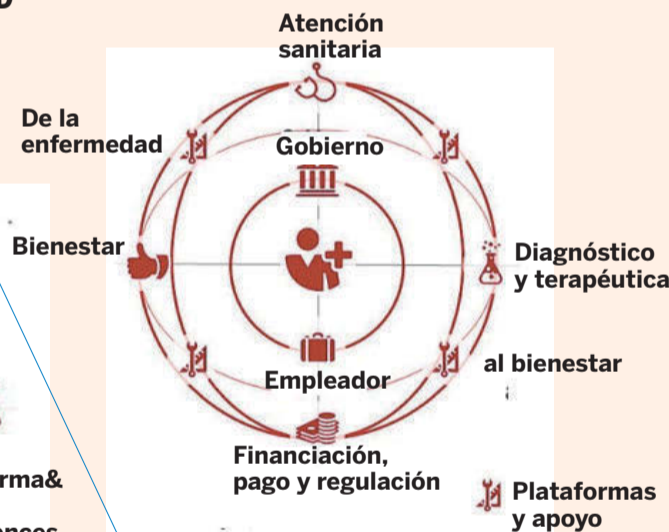 Atención
sanitaria
De la
enfermedad
Gobierno
Bienestar
Diagnóstico
y terapéutica
Empleador
al bienestar
Financiación,
pago y regulación
rma&
Plataformas
y apoyo